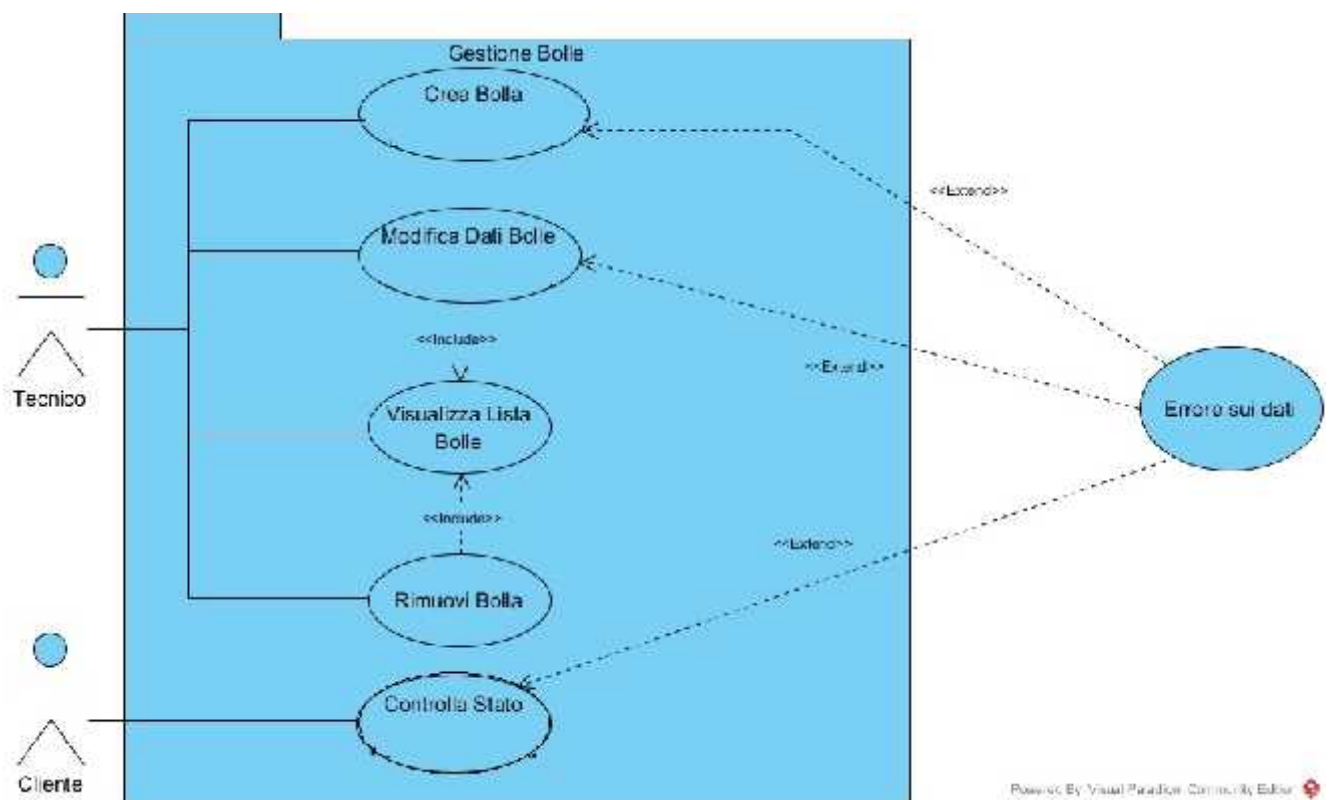 Gestione Bolle
Crea Bolla
<<Extend>>
Modifica Dati Bolle
<<Include>>
<<Extend>>
Tecnico
Visualizza Lista
Bolle
Errore sui dati
<<Include>>
<<Extend>>
Rimuovi Bolla
Controlla Stato
Cliente
Powered By Visual Paradigm Community Edition